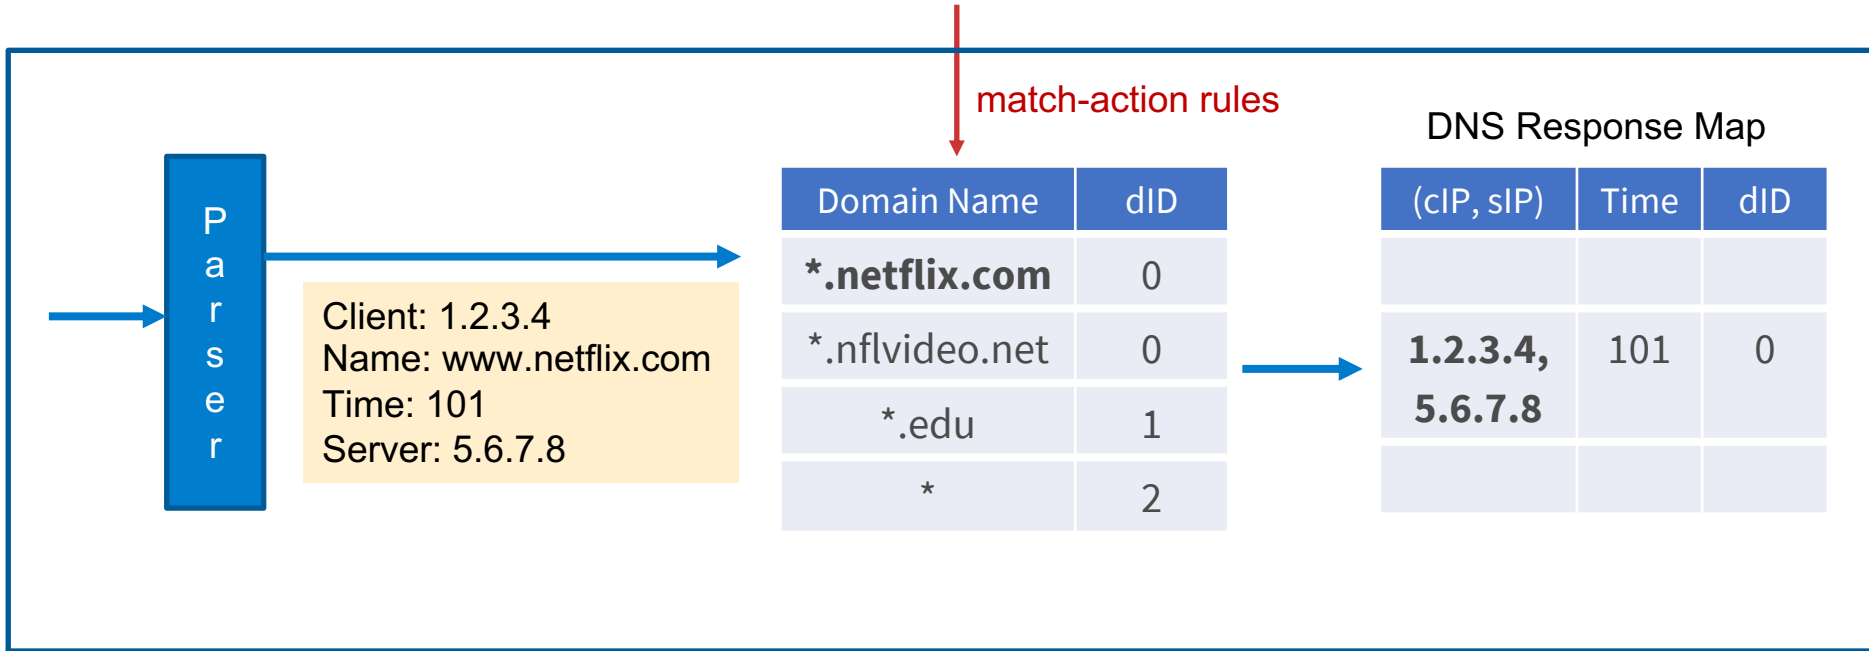 match-action rules
DNS Response Map
Parser
Client: 1.2.3.4
Name: www.netflix.com
Time: 101
Server: 5.6.7.8
Domain Name dID
*.netflix.com 0
*.nflvideo.net 0
*.edu 1
* 2
(cIP, sIP) Time dID
1.2.3.4, 101 0
5.6.7.8